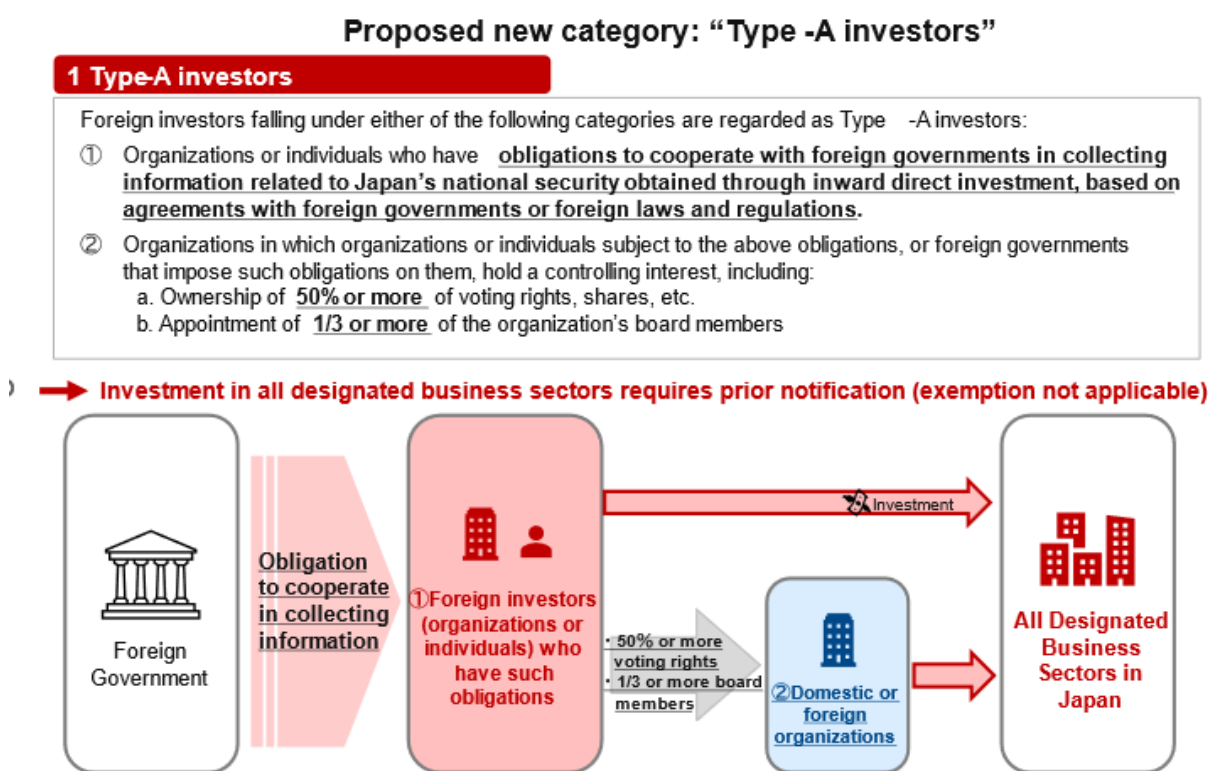 Proposed new category: “Type -A investors”
1 Type-A investors
Foreign investors falling under either of the following categories are regarded as Type -A investors:
① Organizations or individuals who have obligations to cooperate with foreign governments in collecting
information related to Japan’s national security obtained through inward direct investment, based on
agreements with foreign governments or foreign laws and regulations.
② Organizations in which organizations or individuals subject to the above obligations, or foreign governments
that impose such obligations on them, hold a controlling interest, including:
a. Ownership of 50% or more of voting rights, shares, etc.
b. Appointment of 1/3 or more of the organization’s board members
Investment in all designated business sectors requires prior notification (exemption not applicable)
Foreign
Government
Obligation
to cooperate
in collecting
information
①Foreign investors
(organizations or
individuals) who
have such
obligations
Investment
・50% or more
voting rights
・1/3 or more board
members
②Domestic or
foreign
organizations
All Designated
Business
Sectors in
Japan